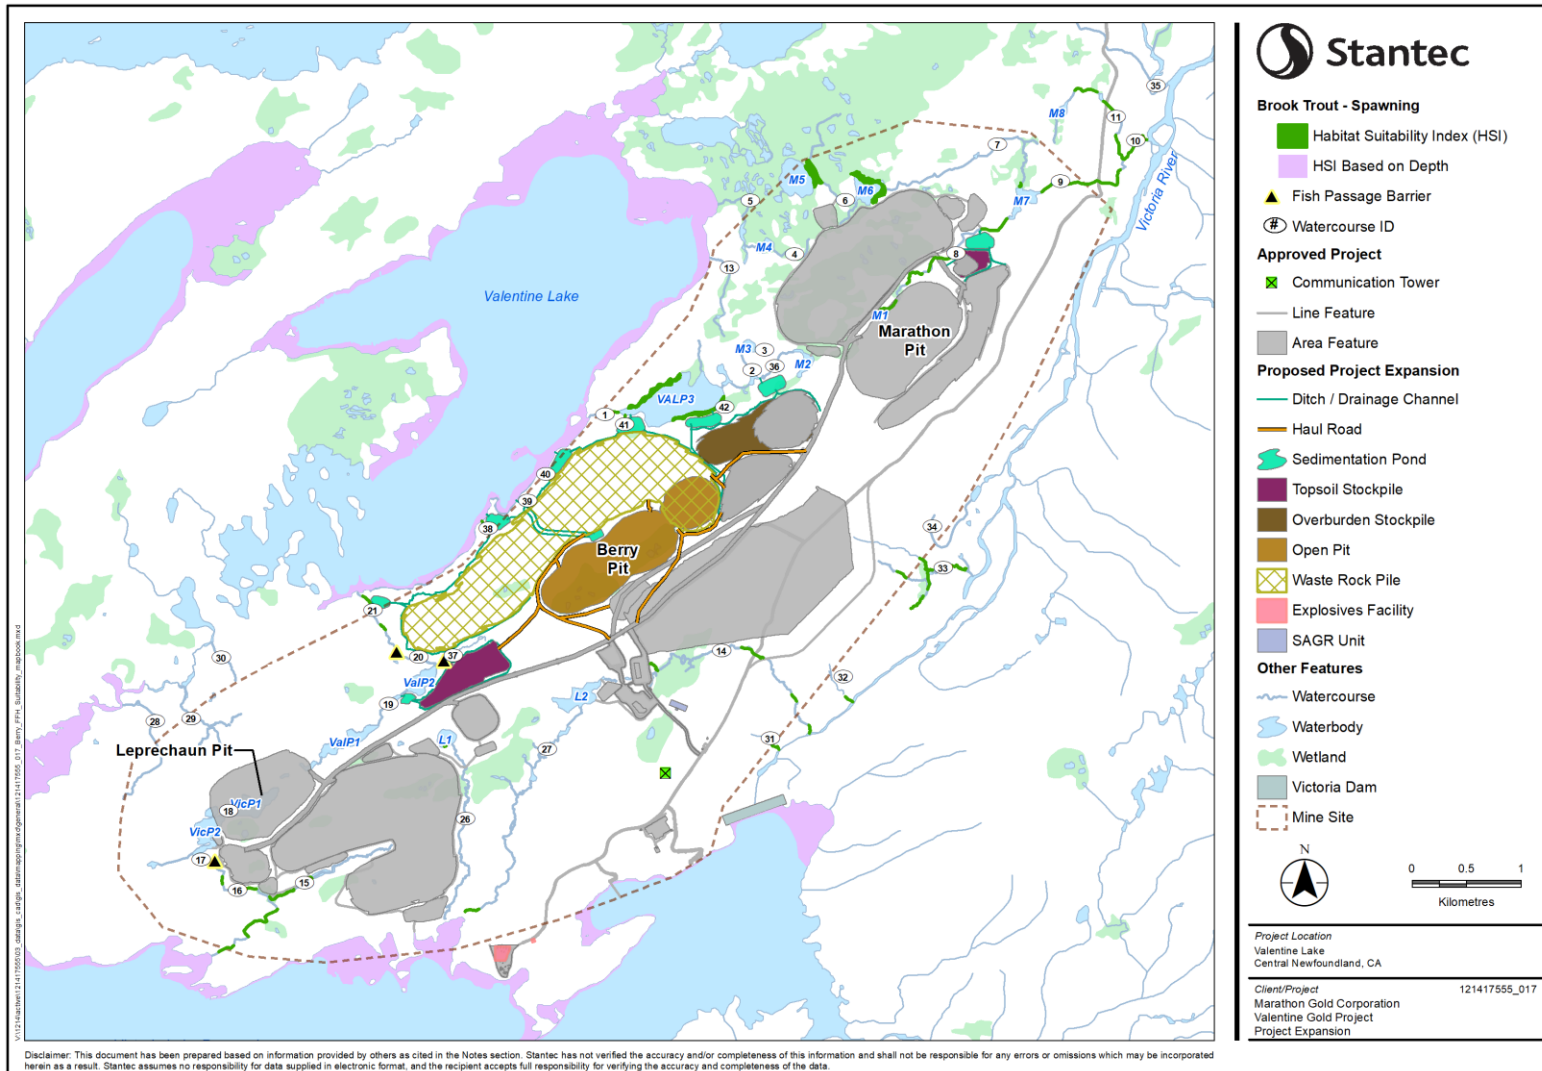 Stantec
Brook Trout - Spawning
Habitat Suitability Index (HSI)
HSI Based on Depth
Fish Passage Barrier
# Watercourse ID
Approved Project
Communication Tower
Line Feature
Area Feature
Proposed Project Expansion
Ditch / Drainage Channel
Haul Road
Sedimentation Pond
Topsoil Stockpile
Overburden Stockpile
Open Pit
Waste Rock Pile
Explosives Facility
SAGR Unit
Other Features
Watercourse
Waterbody
Wetland
Victoria Dam
Mine Site
N
0 0.5 1
Kilometres
Project Location
Valentine Lake
Central Newfoundland, CA
Client/Project 121417555_017
Marathon Gold Corporation
Valentine Gold Project
Project Expansion
35
M8
11
10
7
Victoria River
M5
M6
9
5
6
M7
M4
4
8
13
Valentine Lake
M1
Marathon
Pit
M3
3
M2
2
36
VALP3
42
1
41
40
39
38
34
Berry
Pit
33
21
20
37
14
ValP2
32
30
19
L2
28
29
ValP1
L1
27
31
Leprechaun Pit
VicP1
18
26
VicP2
17
16
15
Disclaimer: This document has been prepared based on information provided by others as cited in the Notes section. Stantec has not verified the accuracy and/or completeness of this information and shall not be responsible for any errors or omissions which may be incorporated
herein as a result. Stantec assumes no responsibility for data supplied in electronic format, and the recipient accepts full responsibility for verifying the accuracy and completeness of the data.